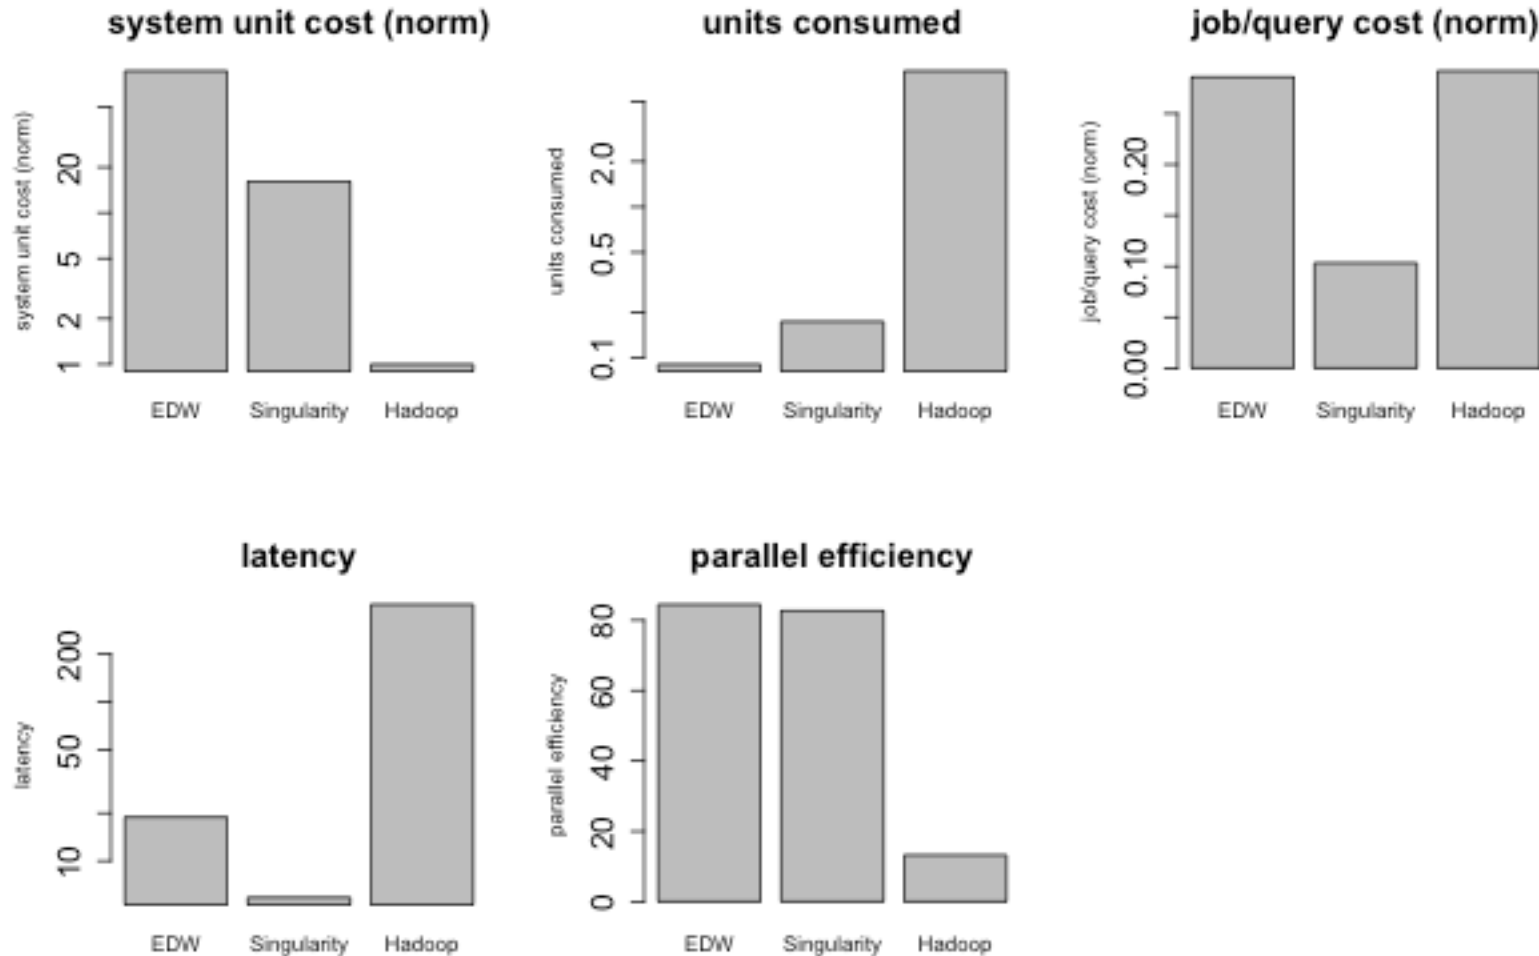 system unit cost (norm)
system unit cost (norm)
20
5
2
1
EDW Singularity Hadoop
units consumed
units consumed
2.0
0.5
0.1
EDW Singularity Hadoop
job/query cost (norm)
job/query cost (norm)
0.20
0.10
0.00
EDW Singularity Hadoop
latency
latency
200
50
10
EDW Singularity Hadoop
parallel efficiency
parallel efficiency
80
60
40
20
0
EDW Singularity Hadoop